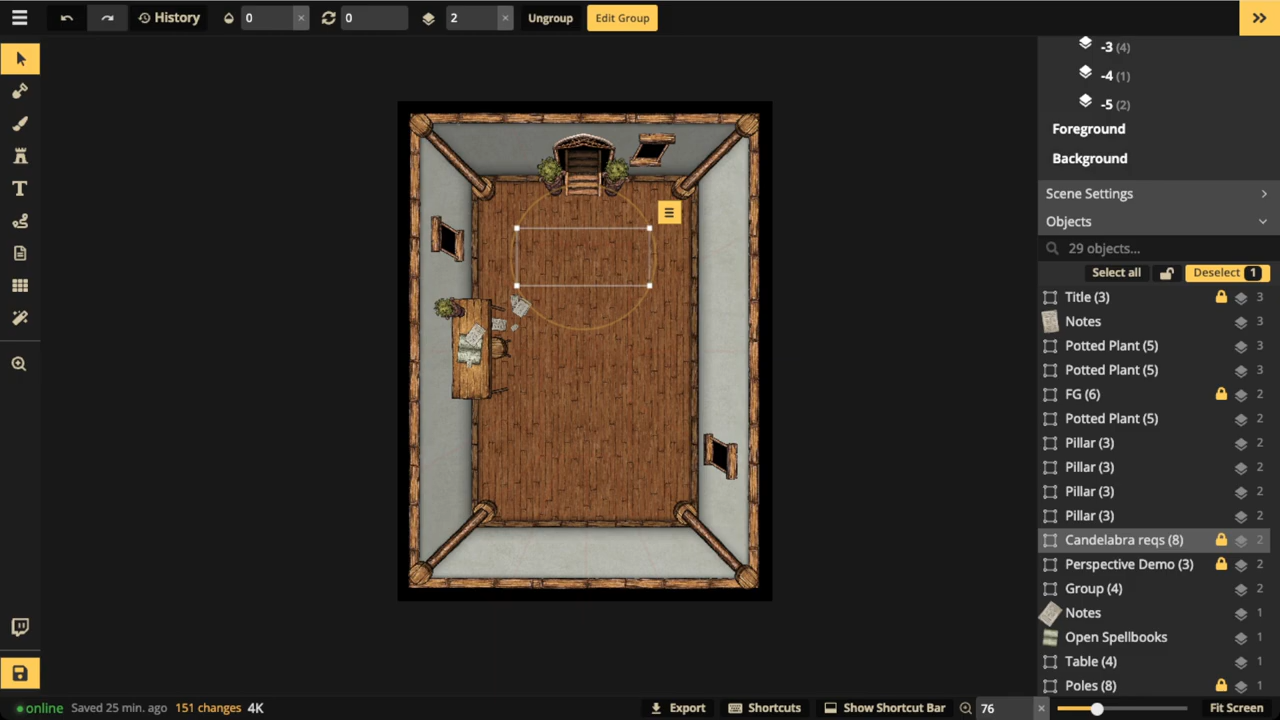 History
0
0
2
Ungroup
Edit Group
-3 (4)
-4 (1)
-5 (2)
Foreground
Background
Scene Settings
Objects
29 objects...
Select all
Deselect 1
Title (3) 3
Notes 3
Potted Plant (5) 3
Potted Plant (5) 3
FG (6) 2
Potted Plant (5) 2
Pillar (3) 2
Pillar (3) 2
Pillar (3) 2
Pillar (3) 2
Candelabra reqs (8) 2
Perspective Demo (3) 2
Group (4) 2
Notes 1
Open Spellbooks 1
Table (4) 1
Poles (8) 1
online Saved 25 min. ago 151 changes 4K
Export
Shortcuts
Show Shortcut Bar
76
Fit Screen